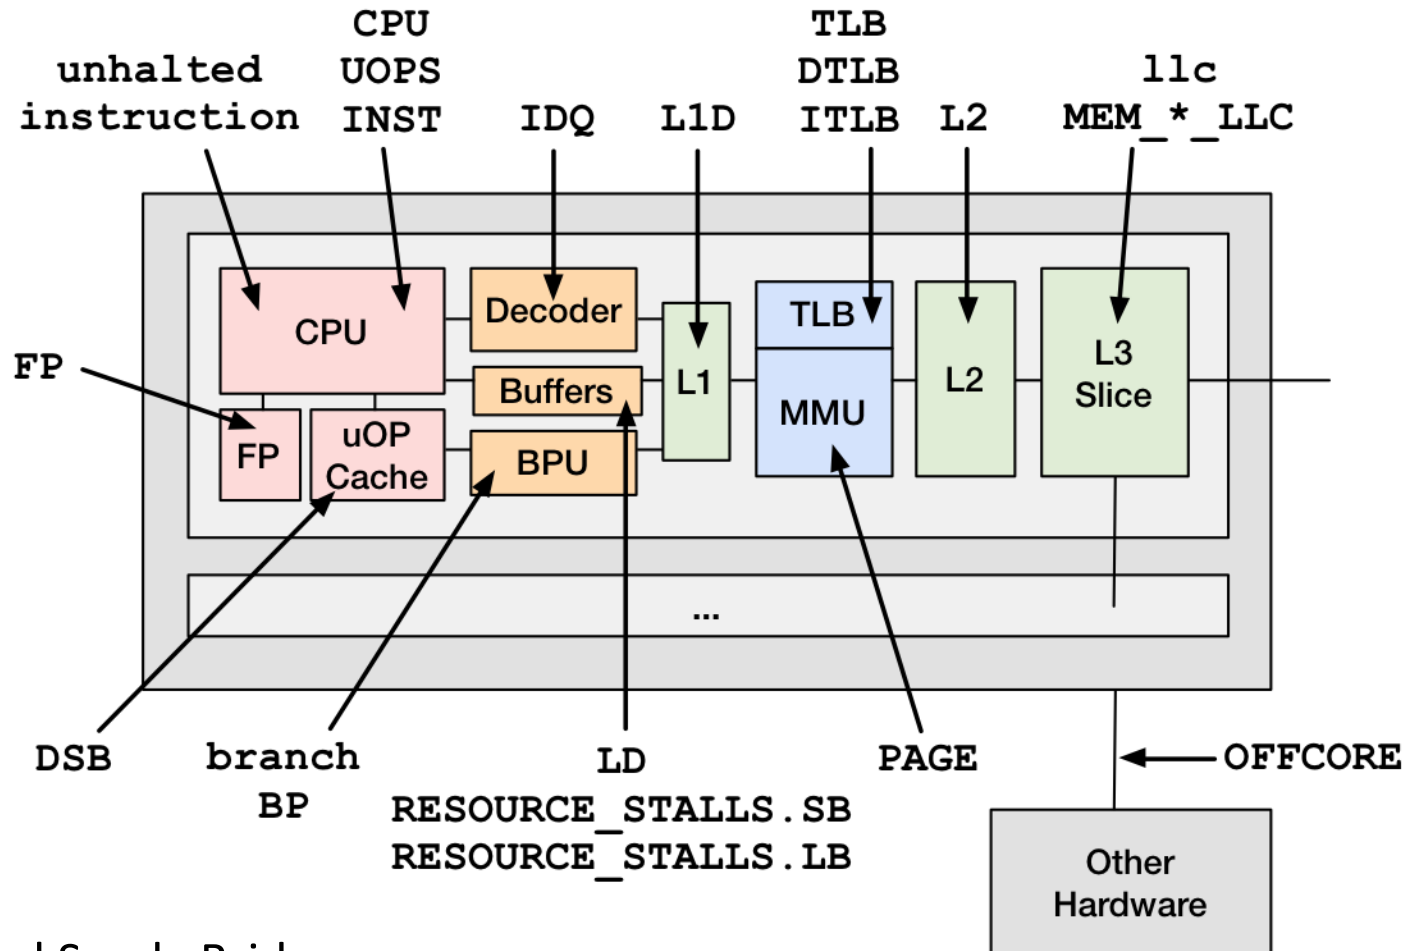 CPU
UOPS
INST
unhalted
instruction
IDQ
L1D
TLB
DTLB
ITLB
L2
llc
MEM_*_LLC
CPU
Decoder
Buffers
BPU
L1
TLB
MMU
L2
L3
Slice
FP
FP
uOP
Cache
...
DSB
branch
BP
LD
RESOURCE_STALLS.SB
RESOURCE_STALLS.LB
PAGE
OFFCORE
Other
Hardware